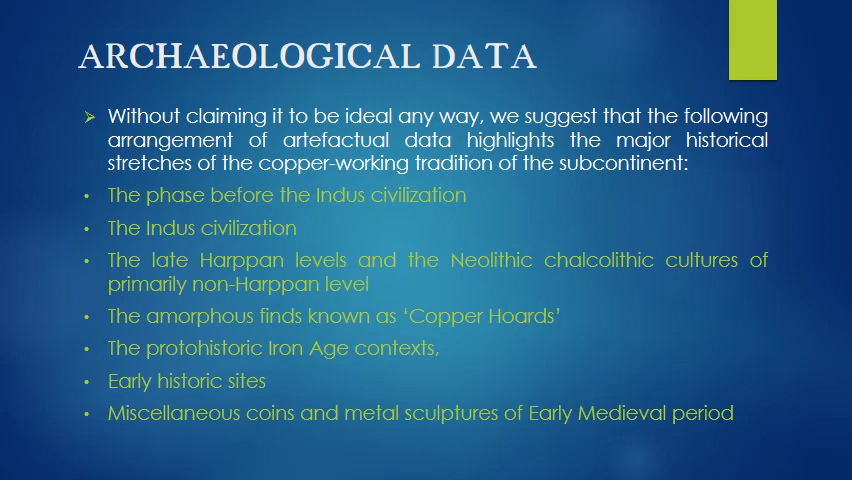 ARCHAEOLOGICAL DATA
Without claiming it to be ideal any way, we suggest that the following
arrangement of artefactual data highlights the major historical
stretches of the copper-working tradition of the subcontinent:
The phase before the Indus civilization
The Indus civilization
The late Harppan levels and the Neolithic chalcolithic cultures of
primarily non-Harppan level
The amorphous finds known as ‘Copper Hoards’
The protohistoric Iron Age contexts,
Early historic sites
Miscellaneous coins and metal sculptures of Early Medieval period